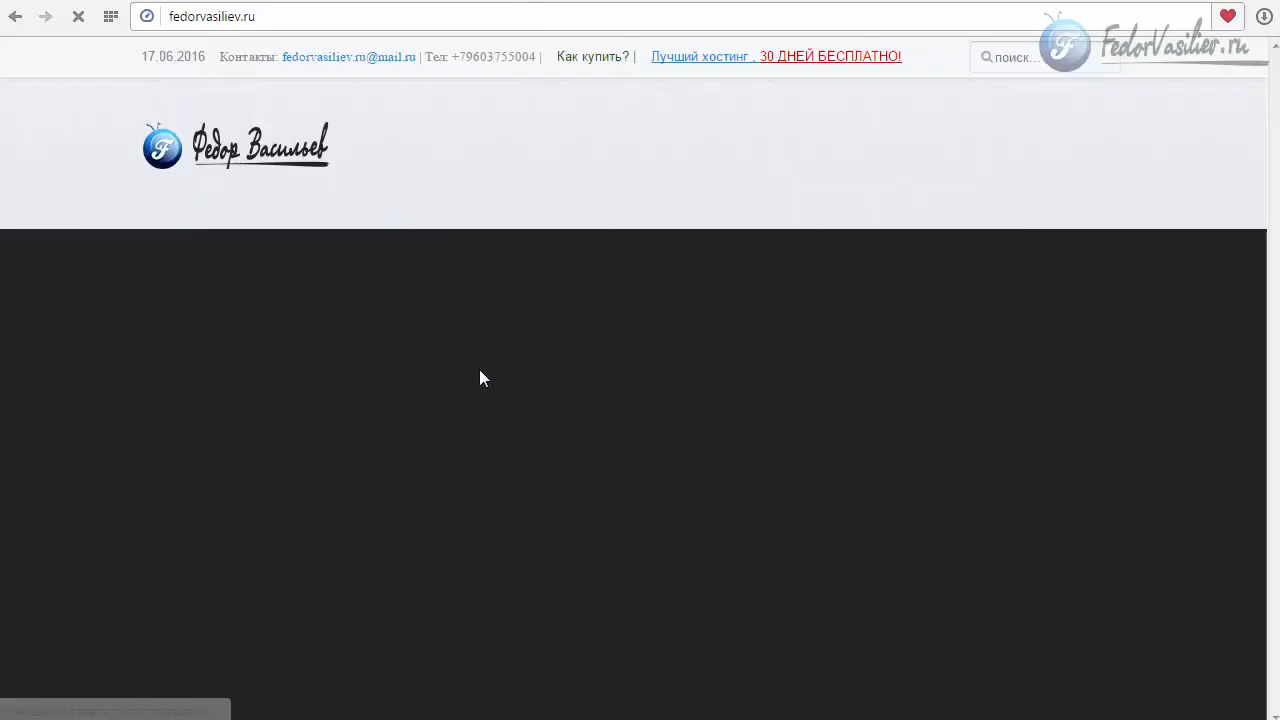 fedorvasiliev.ru
FedorVasiliev.ru
17.06.2016 Контакты: fedorvasiliev.ru@mail.ru | Тел: +79603755004 | Как купить? | Лучший хостинг . 30 ДНЕЙ БЕСПЛАТНО! поиск...
Федор Васильев